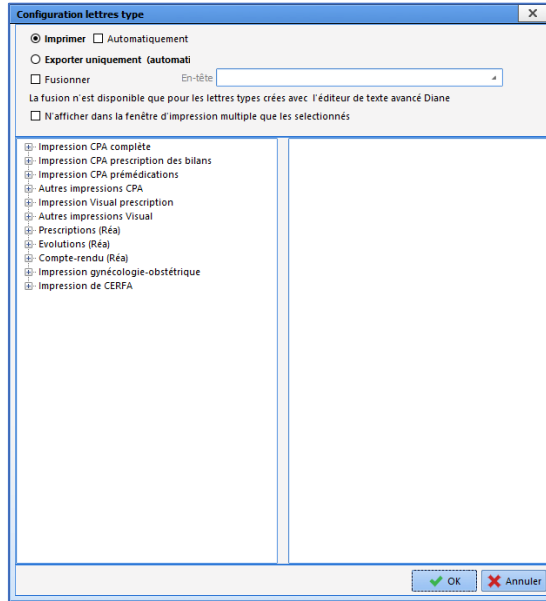 Configuration lettres type
Imprimer Automatiquement
Exporter uniquement (automati
Fusionner En-tête
La fusion n'est disponible que pour les lettres types crées avec l'éditeur de texte avancé Diane
N'afficher dans la fenêtre d'impression multiple que les selectionnés
Impression CPA complète
Impression CPA prescription des bilans
Impression CPA prémédications
Autres impressions CPA
Impression Visual prescription
Autres impressions Visual
Prescriptions (Réa)
Evolutions (Réa)
Compte-rendu (Réa)
Impression gynécologie-obstétrique
Impression de CERFA
OK Annuler